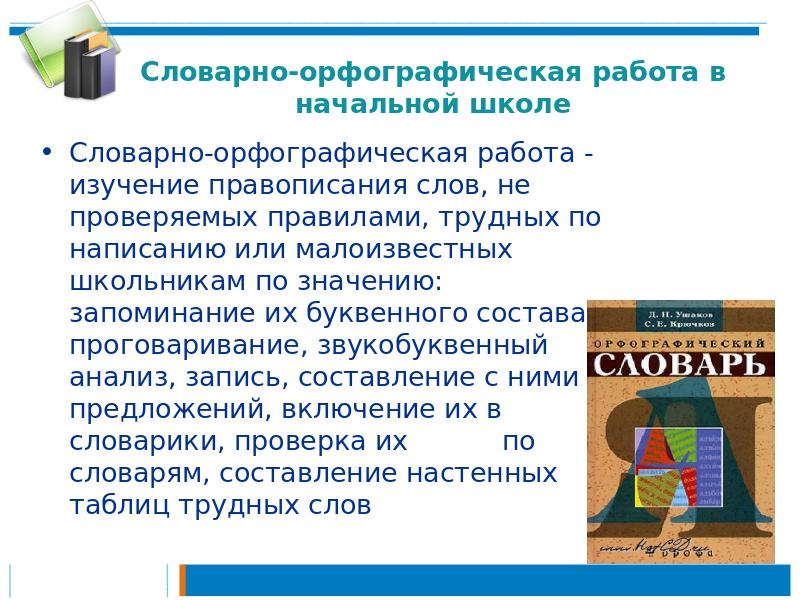 Словарно-орфографическая работа в
начальной школе
• Словарно-орфографическая работа -
изучение правописания слов, не
проверяемых правилами, трудных по
написанию или малоизвестных
школьникам по значению:
запоминание их буквенного состава,
проговаривание, звукобуквенный
анализ, запись, составление с ними
предложений, включение их в
словарики, проверка их по
словарям, составление настенных
таблиц трудных слов
Д. Н. Ушаков
С. Е. Крючков
ОРФОГРАФИЧЕСКИЙ
СЛОВАРЬ
А
Я
дрофа